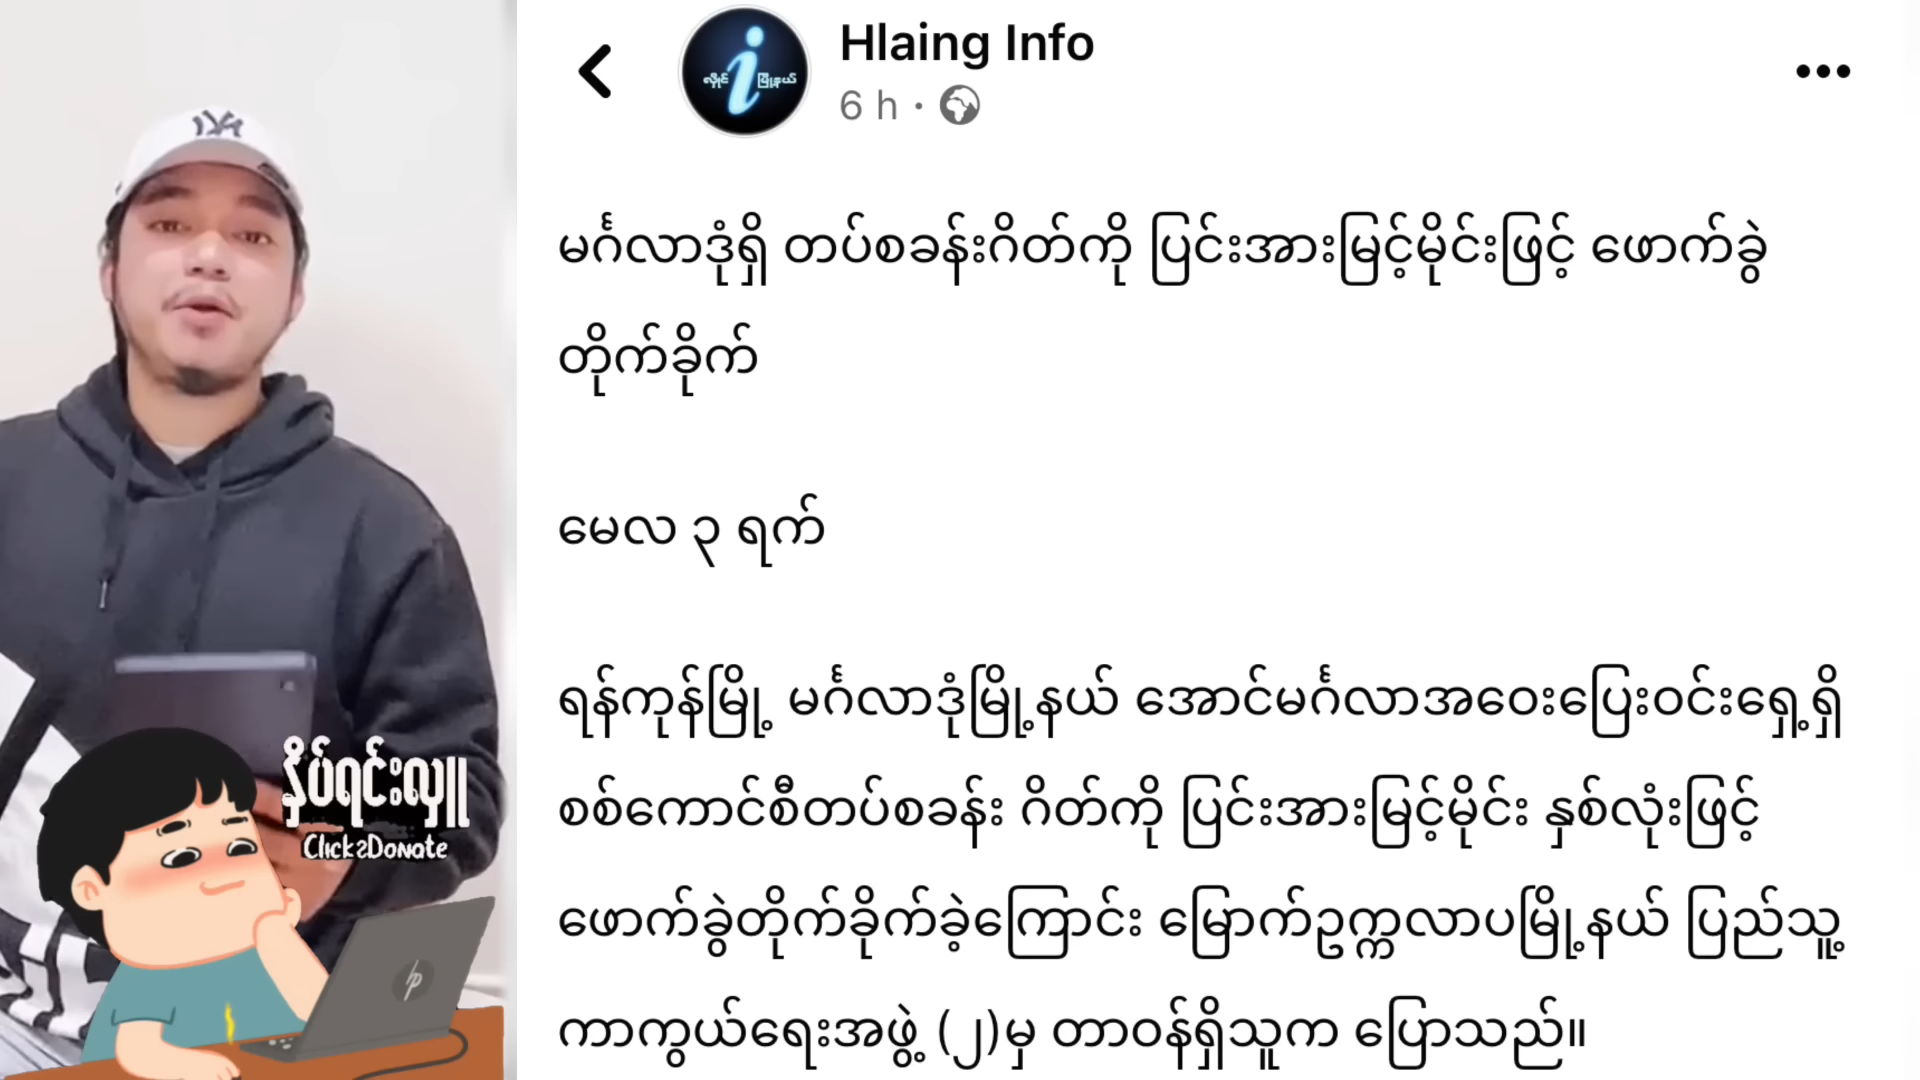 Hlaing Info
လှိုင် i မြို့နယ်
6 h ·
မင်္ဂလာဒုံရှိ တပ်စခန်းဂိတ်ကို ပြင်းအားမြင့်မိုင်းဖြင့် ဖောက်ခွဲ
တိုက်ခိုက်
မေလ ၃ ရက်
ရန်ကုန်မြို့ မင်္ဂလာဒုံမြို့နယ် အောင်မင်္ဂလာအဝေးပြေးဝင်းရှေ့ရှိ
စစ်ကောင်စီတပ်စခန်း ဂိတ်ကို ပြင်းအားမြင့်မိုင်း နှစ်လုံးဖြင့်
ဖောက်ခွဲတိုက်ခိုက်ခဲ့ကြောင်း မြောက်ဥက္ကလာပမြို့နယ် ပြည်သူ့
ကာကွယ်ရေးအဖွဲ့ (၂)မှ တာဝန်ရှိသူက ပြောသည်။
NY
နှိပ်ရင်းလှူ
Click2Donate
hp